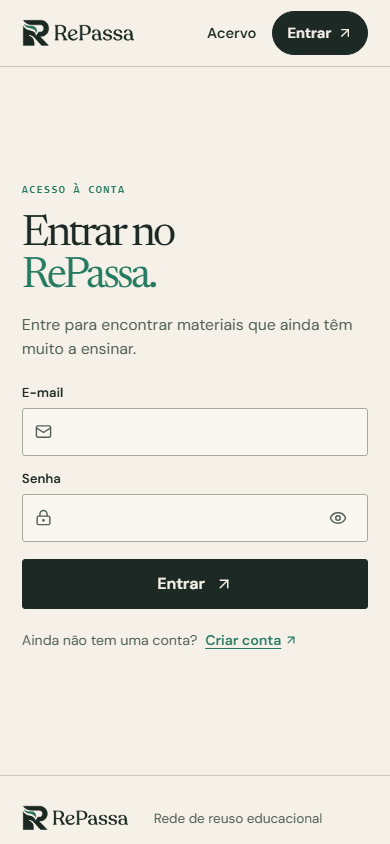 RePassa
Acervo
Entrar
ACESSO À CONTA
Entrar no
RePassa.
Entre para encontrar materiais que ainda têm
muito a ensinar.
E-mail
Senha
Entrar
Ainda não tem uma conta? Criar conta
RePassa
Rede de reuso educacional